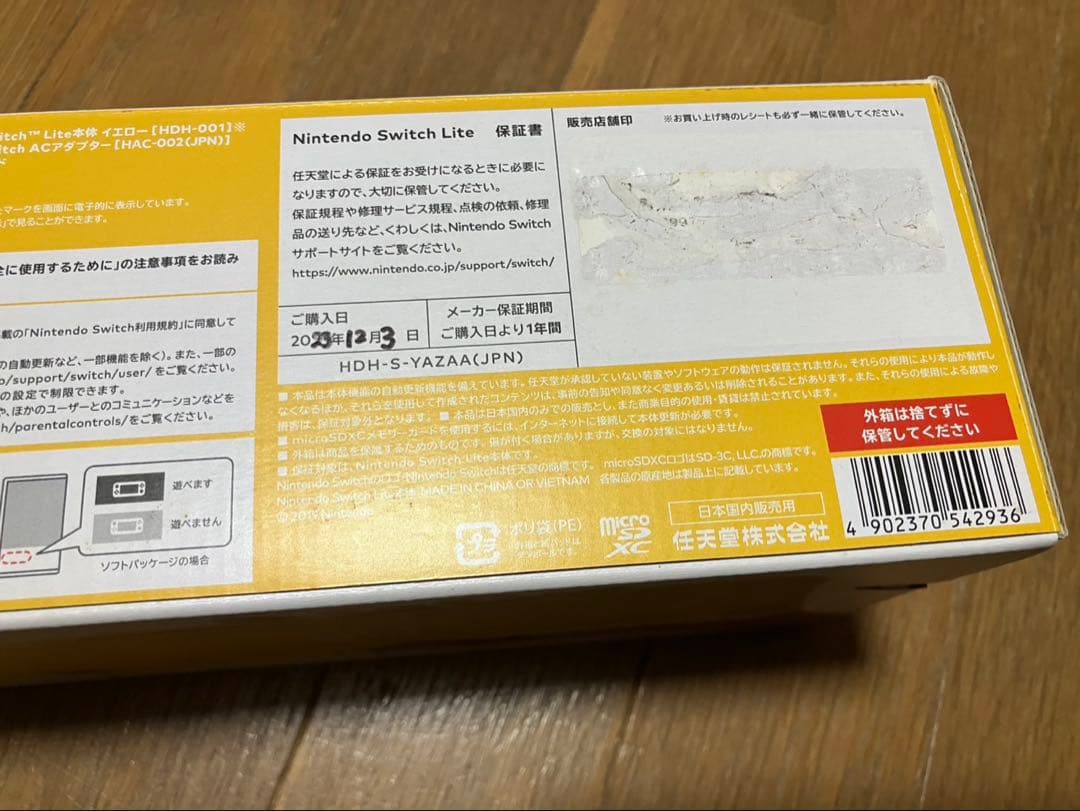 itch™ Lite本体 イエロー[HDH-001]※
itch ACアダプター[HAC-002(JPN)]
ド
マークを画面に電子的に表示しています。
で見ることができます。
全に使用するために」の注意事項をお読み
載の「Nintendo Switch利用規約」に同意して
の自動更新など、一部機能を除く)。また、一部の
o/support/switch/user/ をご覧ください。
の設定で制限できます。
や、ほかのユーザーとのコミュニケーションなどを
h/parentalcontrols/をご覧ください。
遊べます
遊べません
ソフトパッケージの場合
Nintendo Switch Lite 保証書
任天堂による保証をお受けになるときに必要に
なりますので、大切に保管してください。
保証規程や修理サービス規程、点検の依頼、修理
品の送り先など、くわしくは、Nintendo Switch
サポートサイトをご覧ください。
https://www.nintendo.co.jp/support/switch/
ご購入日
2023年12月3日
メーカー保証期間
ご購入日より1年間
HDH-S-YAZAA(JPN)
販売店舗印 ※お買い上げ時のレシートも必ず一緒に保管してください。
■ 本品は本体機能の自動更新機能を備えています。任天堂が承認していない装置やソフトウェアの動作は保証されません。それらの使用により本品が動作し
なくなるほか、それらを使用して作成されたコンテンツは、事前の告知や同意なく変更あるいは削除されることがあります。また、それらの使用による故障や
損害は、保証対象外となります。 ■ 本品は日本国内のみでの販売とし、また商業目的の使用・賃貸は禁止されています。
■ microSDXCメモリーカードを使用するには、インターネットに接続して本体更新が必要です。
■ 外箱は商品を保護するためのものです。傷が付く場合がありますが、交換の対象にはなりません。
■ 保証対象は、Nintendo Switch Lite本体です。
Nintendo Switchのロゴ・Nintendo Switchは任天堂の商標です。 microSDXCロゴはSD-3C, LLCの商標です。
Nintendo Switch Lite本体 MADE IN CHINA OR VIETNAM 各製品の原産地は製品上に記載しています。
© 2019 Nintendo
外箱は捨てずに
保管してください
ポリ袋(PE)
micro
SD
XC
日本国内販売用
任天堂株式会社
4 902370 542936